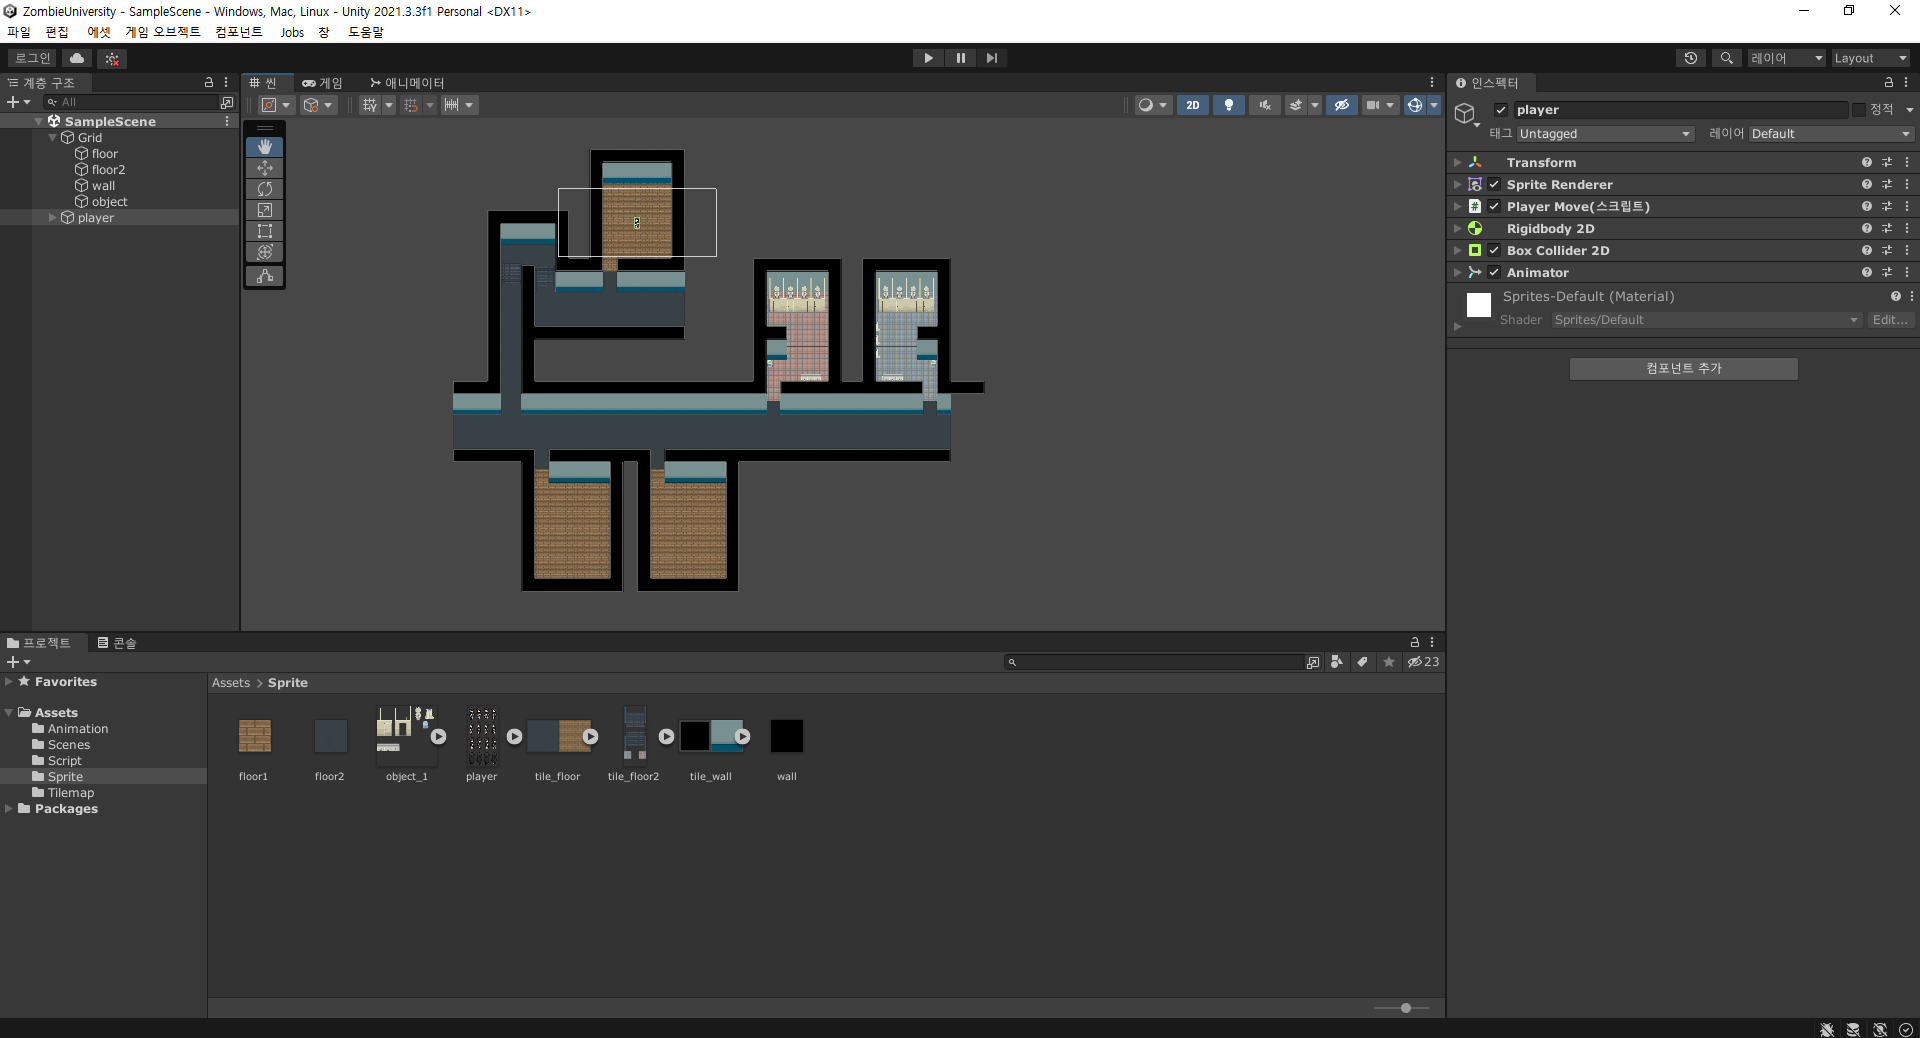 ZombieUniversity - SampleScene - Windows, Mac, Linux - Unity 2021.3.3f1 Personal <DX11>
파일 편집 에셋 게임 오브젝트 컴포넌트 Jobs 창 도움말
로그인
레이어
Layout
계층 구조
All
SampleScene
Grid
floor
floor2
wall
object
player
씬 게임 애니메이터
2D
인스펙터
player
정적
태그 Untagged 레이어 Default
Transform
Sprite Renderer
Player Move(스크립트)
Rigidbody 2D
Box Collider 2D
Animator
Sprites-Default (Material)
Shader Sprites/Default Edit...
컴포넌트 추가
프로젝트 콘솔
23
Favorites
Assets
Animation
Scenes
Script
Sprite
Tilemap
Packages
Assets > Sprite
floor1 floor2 object_1 player tile_floor tile_floor2 tile_wall wall